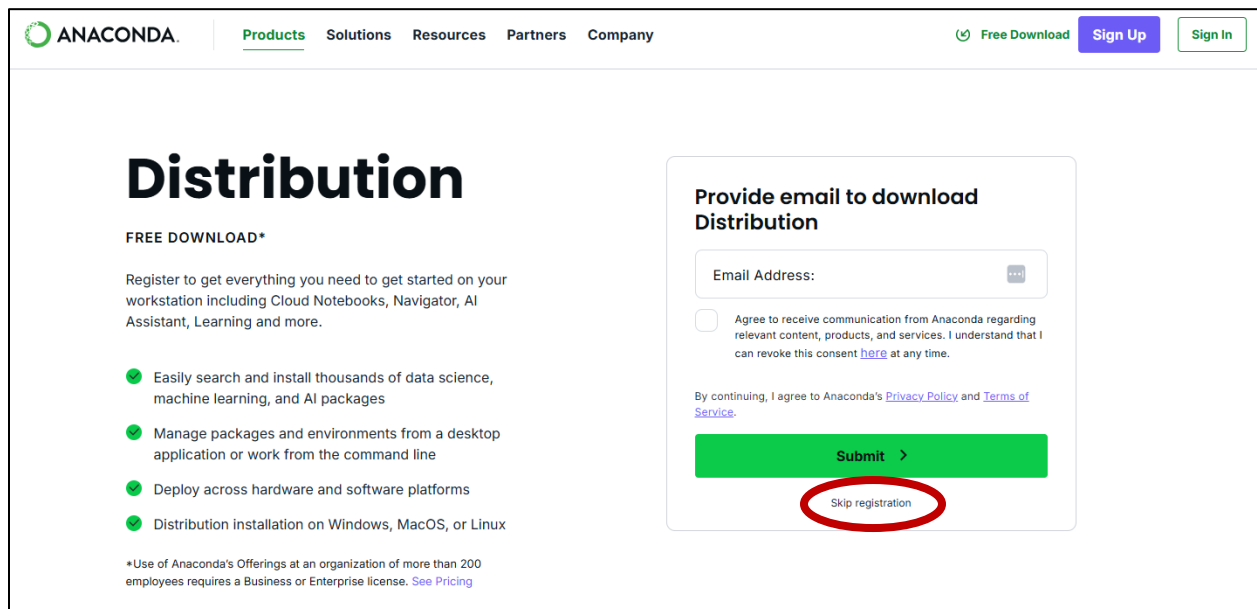 ANACONDA.
Products Solutions Resources Partners Company
Free Download
Sign Up
Sign In
Distribution
FREE DOWNLOAD*
Register to get everything you need to get started on your
workstation including Cloud Notebooks, Navigator, AI
Assistant, Learning and more.
Easily search and install thousands of data science,
machine learning, and AI packages
Manage packages and environments from a desktop
application or work from the command line
Deploy across hardware and software platforms
Distribution installation on Windows, MacOS, or Linux
*Use of Anaconda's Offerings at an organization of more than 200
employees requires a Business or Enterprise license. See Pricing
Provide email to download
Distribution
Email Address:
Agree to receive communication from Anaconda regarding
relevant content, products, and services. I understand that I
can revoke this consent here at any time.
By continuing, I agree to Anaconda's Privacy Policy and Terms of
Service.
Submit
Skip registration